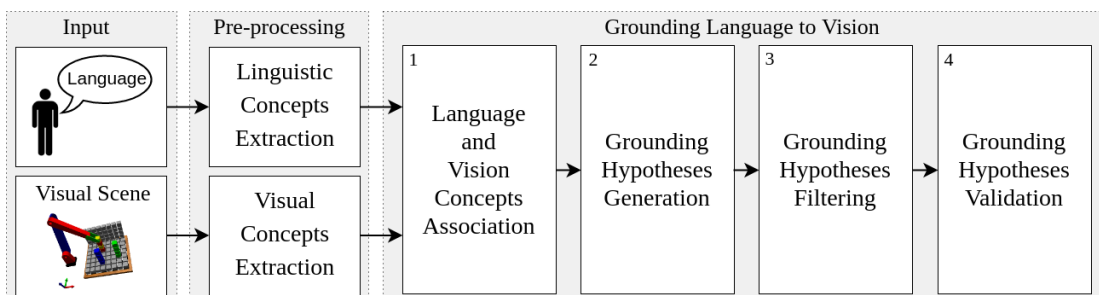 Input
Language
Visual Scene
Pre-processing
Linguistic
Concepts
Extraction
Visual
Concepts
Extraction
Grounding Language to Vision
1
Language
and
Vision
Concepts
Association
2
Grounding
Hypotheses
Generation
3
Grounding
Hypotheses
Filtering
4
Grounding
Hypotheses
Validation